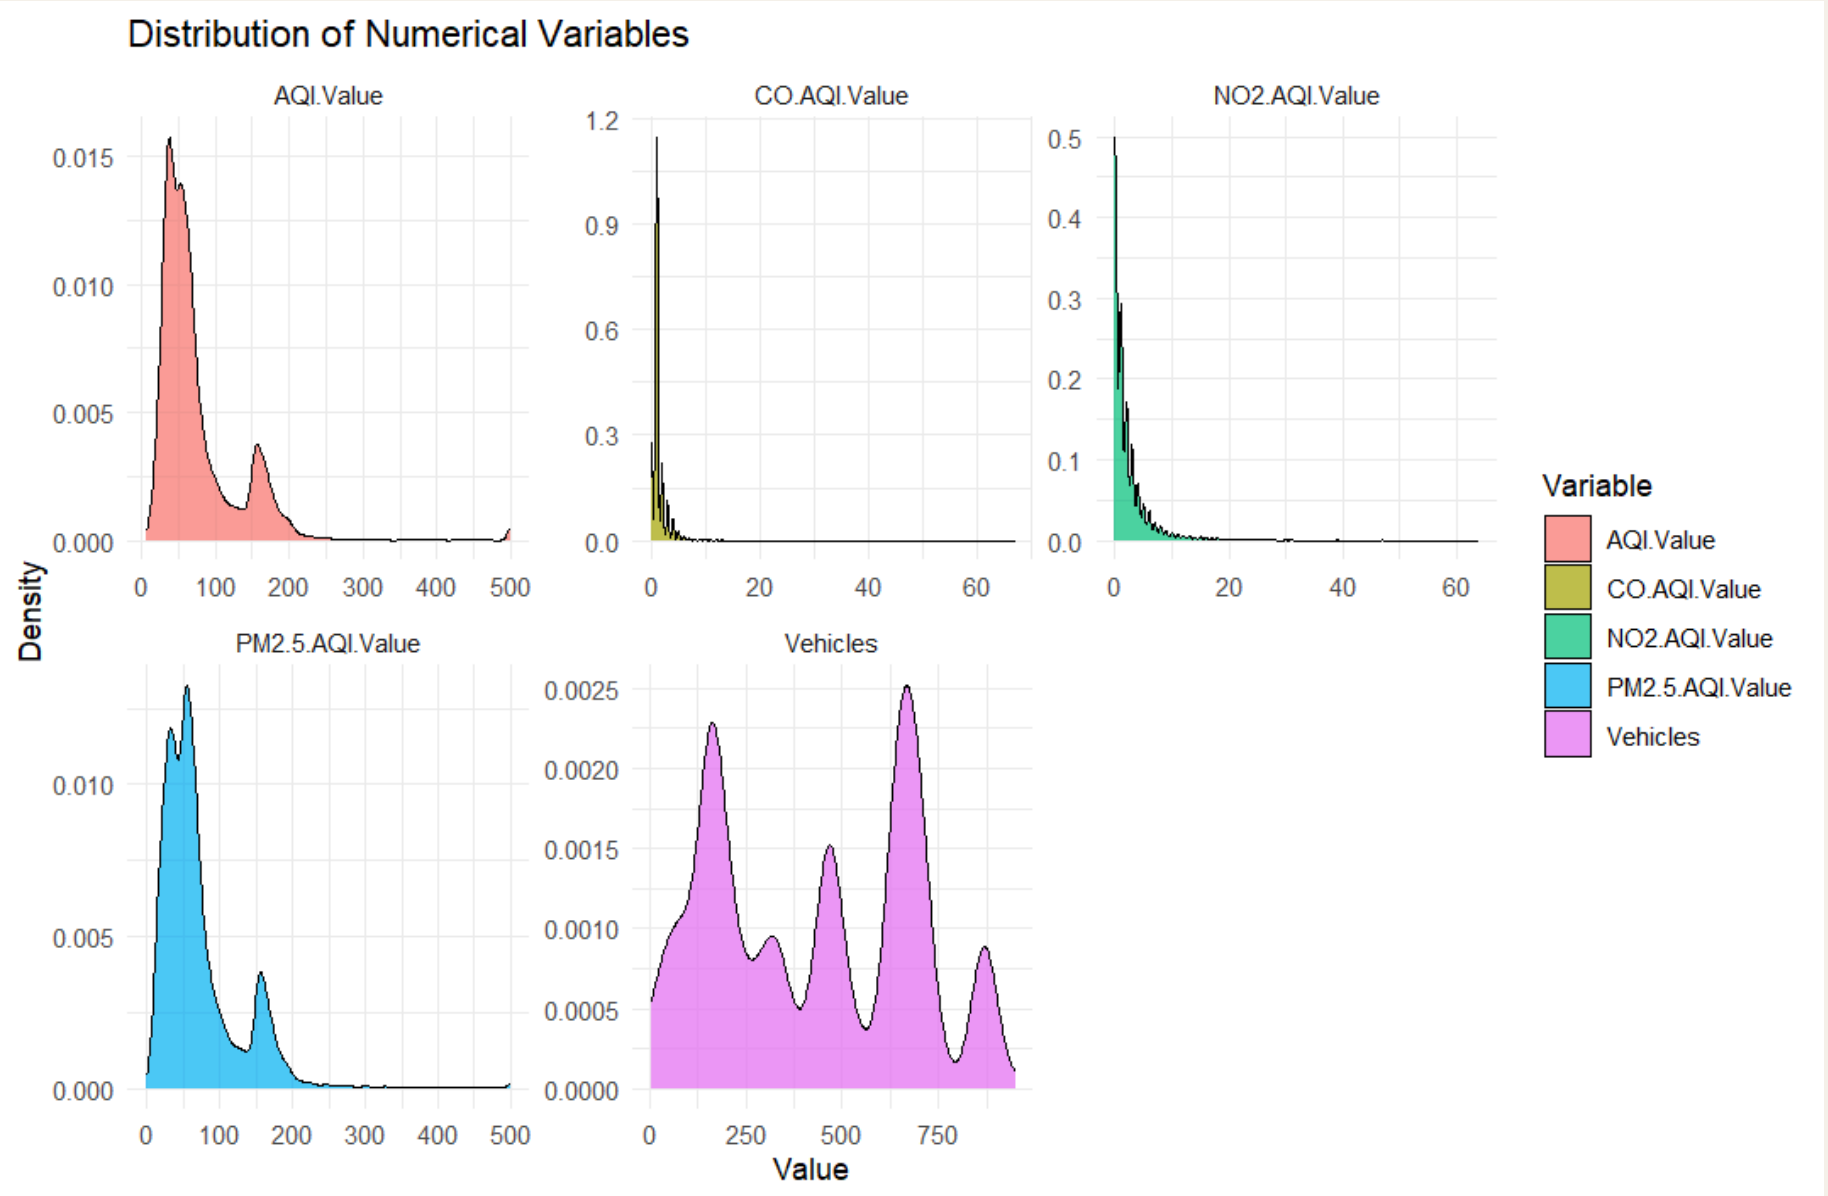 Distribution of Numerical Variables
AQI.Value
CO.AQI.Value
NO2.AQI.Value
0.015
0.010
0.005
0.000
0 100 200 300 400 500
1.2
0.9
0.6
0.3
0.0
0 20 40 60
0.5
0.4
0.3
0.2
0.1
0.0
0 20 40 60
Density
PM2.5.AQI.Value
Vehicles
0.010
0.005
0.000
0 100 200 300 400 500
0.0025
0.0020
0.0015
0.0010
0.0005
0.0000
0 250 500 750
Value
Variable
AQI.Value
CO.AQI.Value
NO2.AQI.Value
PM2.5.AQI.Value
Vehicles